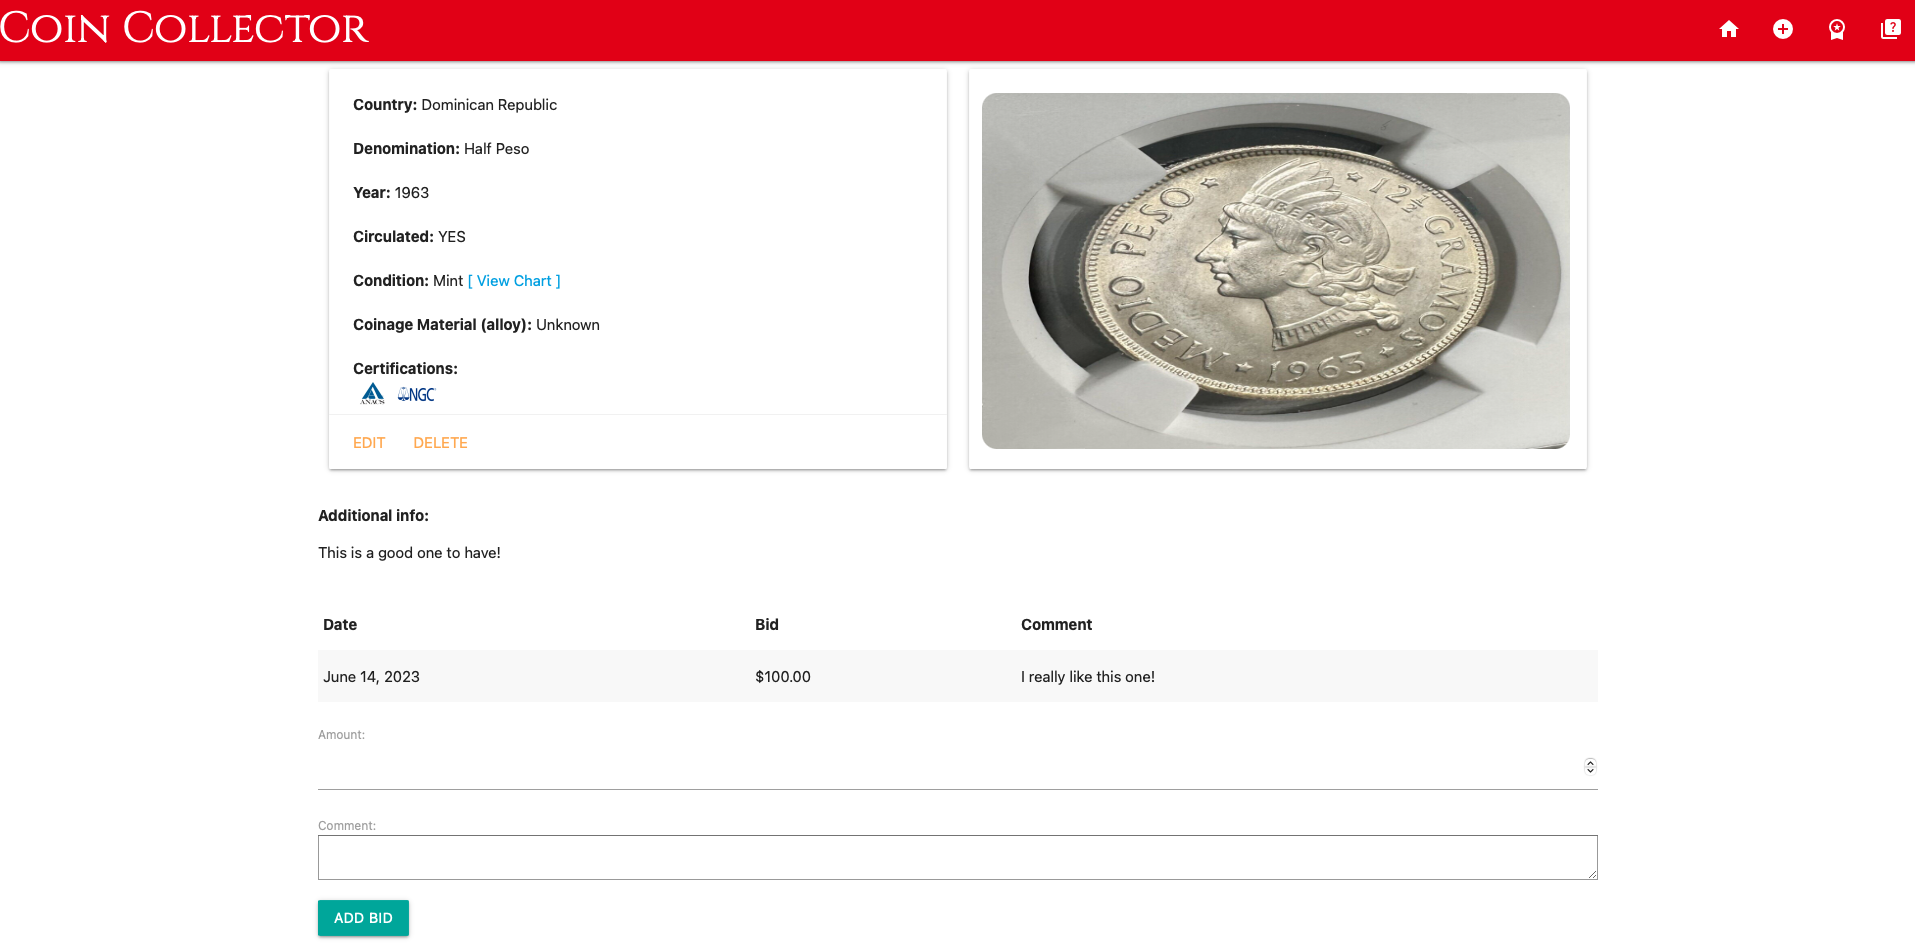 COIN COLLECTOR
Country: Dominican Republic
Denomination: Half Peso
Year: 1963
Circulated: YES
Condition: Mint [ View Chart ]
Coinage Material (alloy): Unknown
Certifications:
ANACS NGC
EDIT DELETE
MEDIO PESO ★ ★ 12½ GRAMOS ★ 1963 ★
LIBERTAD
HP
Additional info:
This is a good one to have!
Date Bid Comment
June 14, 2023 $100.00 I really like this one!
Amount:
Comment:
ADD BID